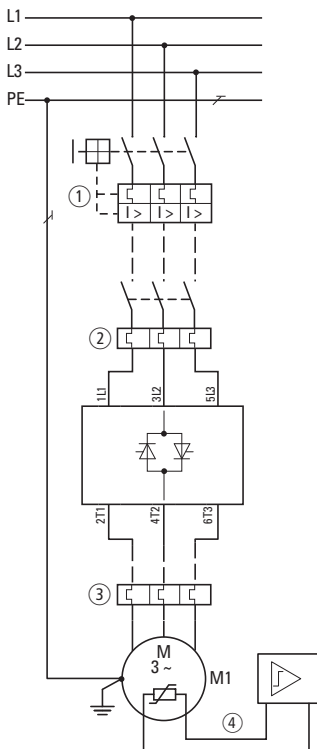 L1
L2
L3
PE
1
I > I > I >
2
1L1 3L2 5L3
2T1 4T2 6T3
3
M
3 ~
M1
4